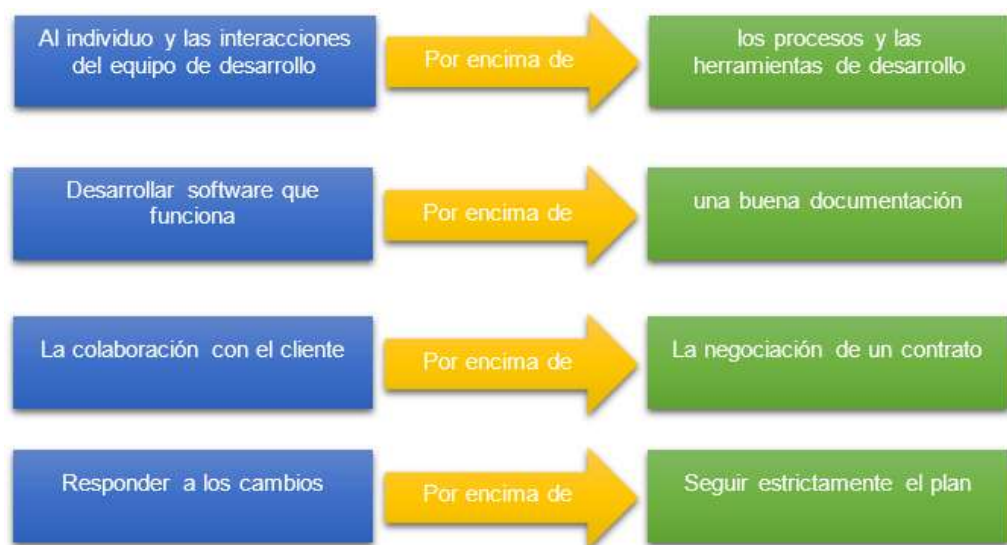 Al individuo y las interacciones
del equipo de desarrollo
Por encima de
los procesos y las
herramientas de desarrollo
Desarrollar software que
funciona
Por encima de
una buena documentación
La colaboración con el cliente
Por encima de
La negociación de un contrato
Responder a los cambios
Por encima de
Seguir estrictamente el plan